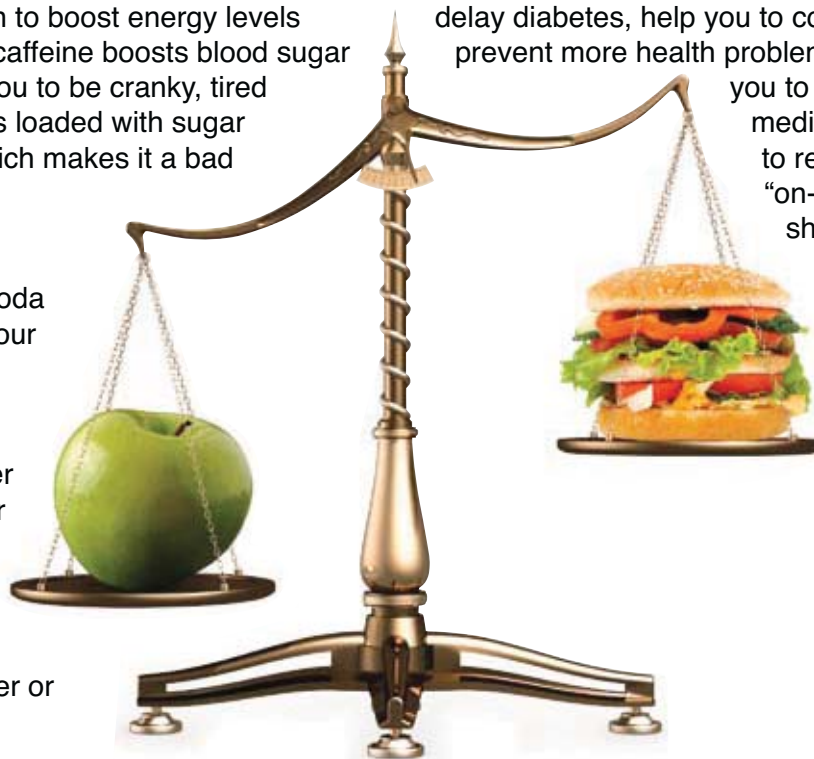 n to boost energy levels
caffeine boosts blood sugar
ou to be cranky, tired
s loaded with sugar
ich makes it a bad
oda
our
er
r
er or
delay diabetes, help you to co
prevent more health problem
you to
medi
to re
“on-
sh